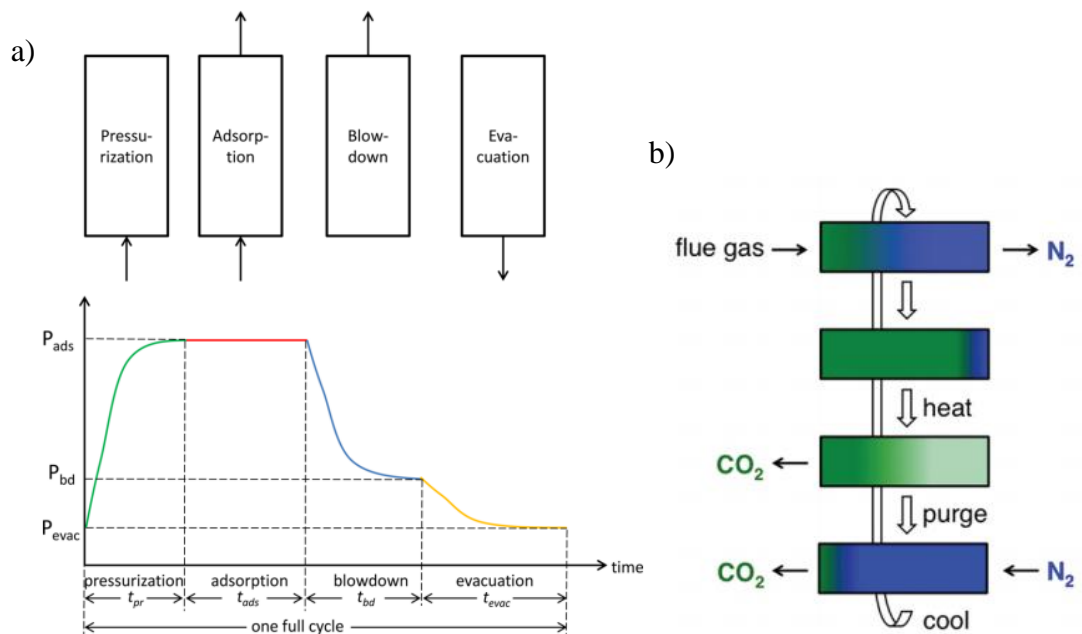 a)
Pressu-
rization
Adsorp-
tion
Blow-
down
Eva-
cuation
P_ads
P_bd
P_evac
time
pressurization adsorption blowdown evacuation
t_pr t_ads t_bd t_evac
one full cycle
b)
flue gas N₂
heat
CO₂
purge
CO₂ N₂
cool